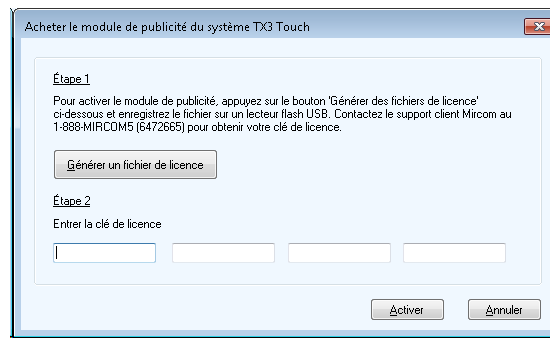 Acheter le module de publicité du système TX3 Touch
Étape 1
Pour activer le module de publicité, appuyez sur le bouton 'Générer des fichiers de licence'
ci-dessous et enregistrez le fichier sur un lecteur flash USB. Contactez le support client Mircom au
1-888-MIRCOM5 (6472665) pour obtenir votre clé de licence.
Générer un fichier de licence
Étape 2
Entrer la clé de licence
Activer
Annuler